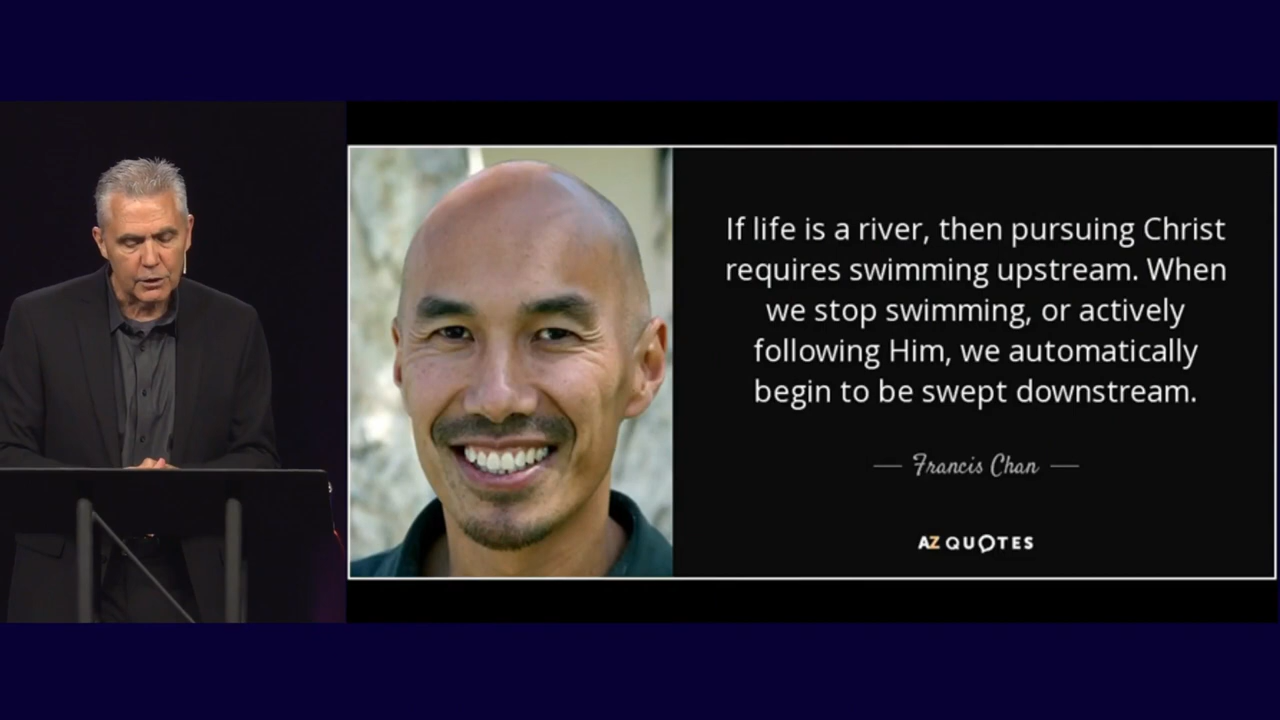 If life is a river, then pursuing Christ
requires swimming upstream. When
we stop swimming, or actively
following Him, we automatically
begin to be swept downstream.
— Francis Chan —
AZ QUOTES